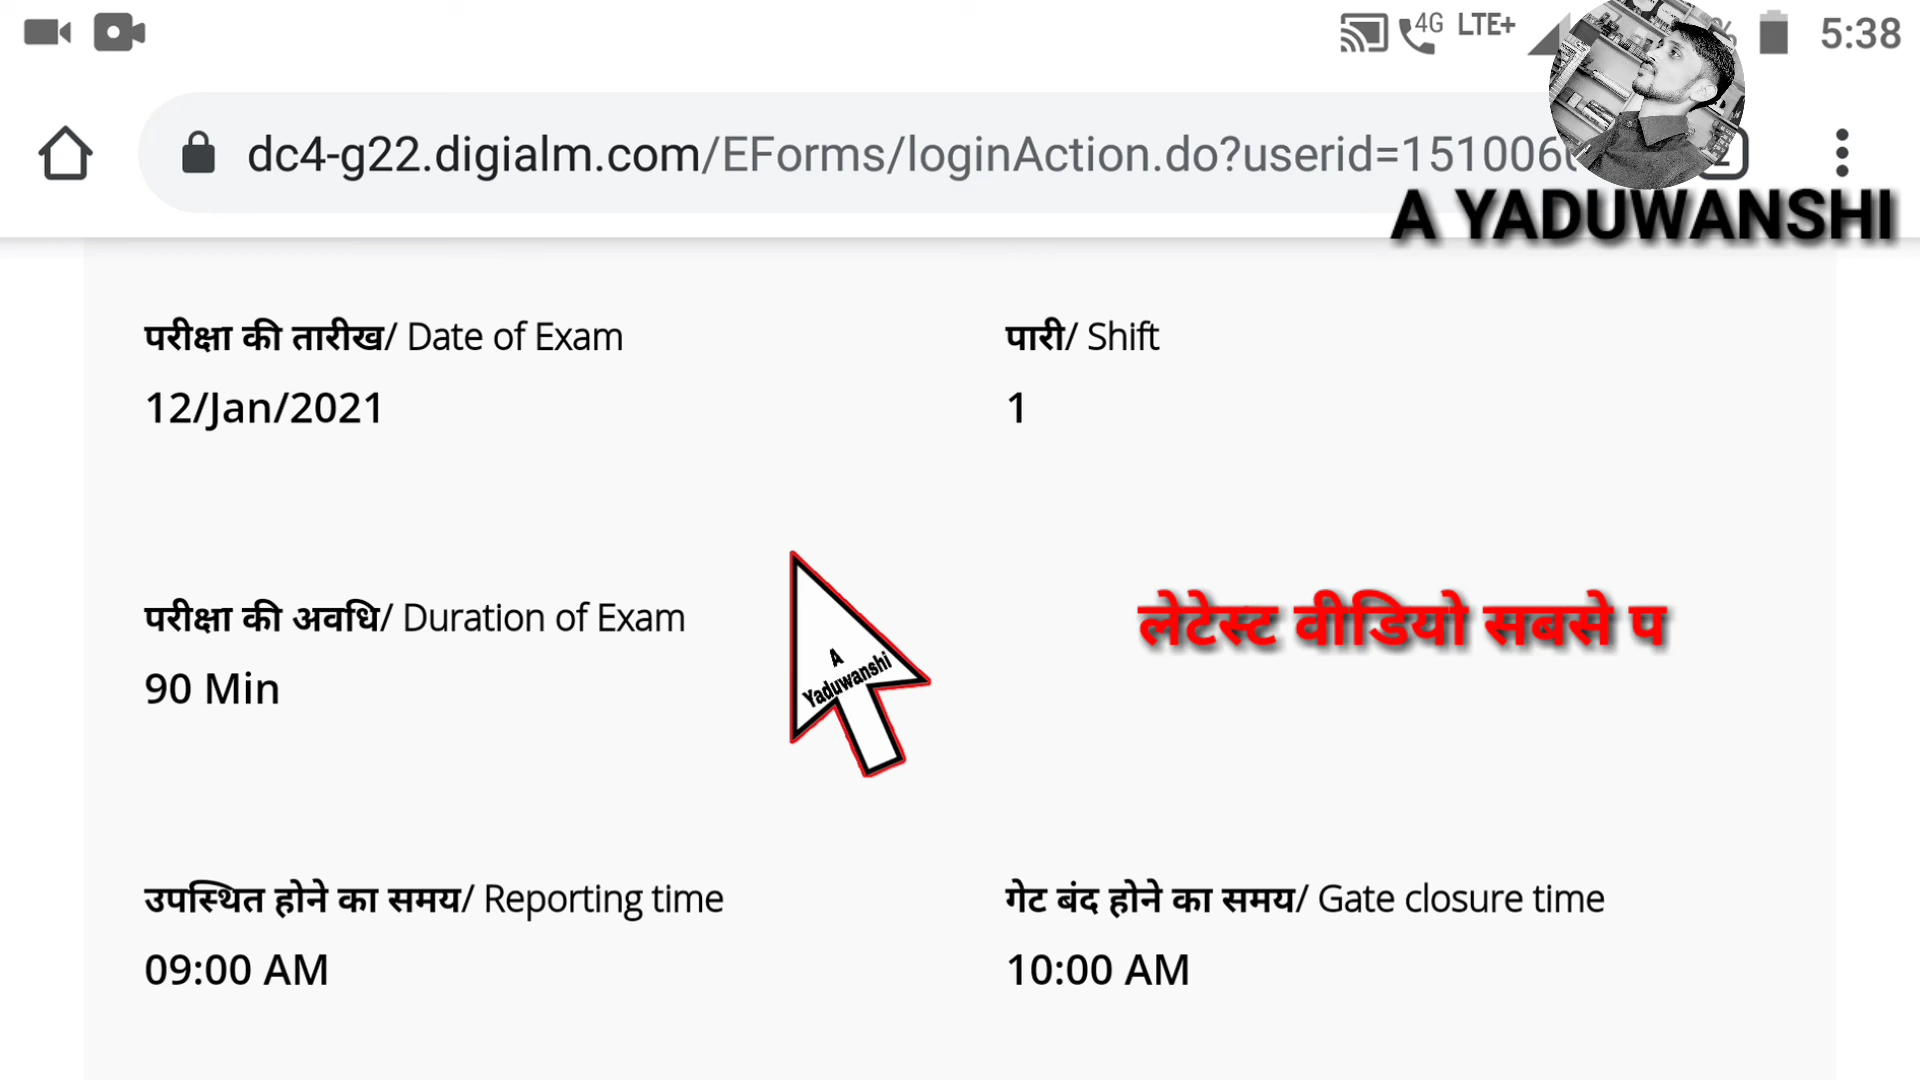 4G LTE+ 5:38
dc4-g22.digialm.com/EForms/loginAction.do?userid=151006
A YADUWANSHI
परीक्षा की तारीख/ Date of Exam
पारी/ Shift
12/Jan/2021
1
परीक्षा की अवधि/ Duration of Exam
90 Min
A
Yaduwanshi
लेटेस्ट वीडियो सबसे प
उपस्थित होने का समय/ Reporting time
गेट बंद होने का समय/ Gate closure time
09:00 AM
10:00 AM